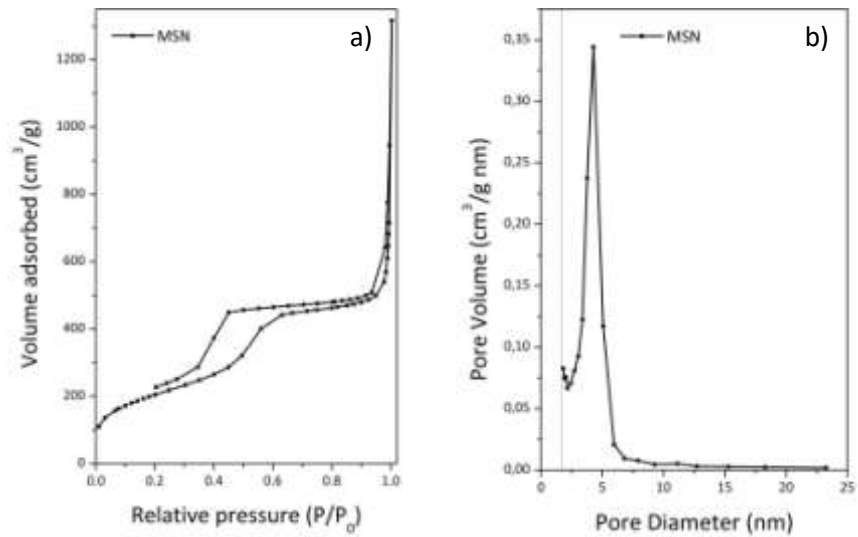 MSN
a)
1200
1000
800
600
400
200
0
0.0 0.2 0.4 0.6 0.8 1.0
Volume adsorbed (cm³/g)
Relative pressure (P/P₀)
MSN
b)
0,35
0,30
0,25
0,20
0,15
0,10
0,05
0,00
0 5 10 15 20 25
Pore Volume (cm³/g nm)
Pore Diameter (nm)